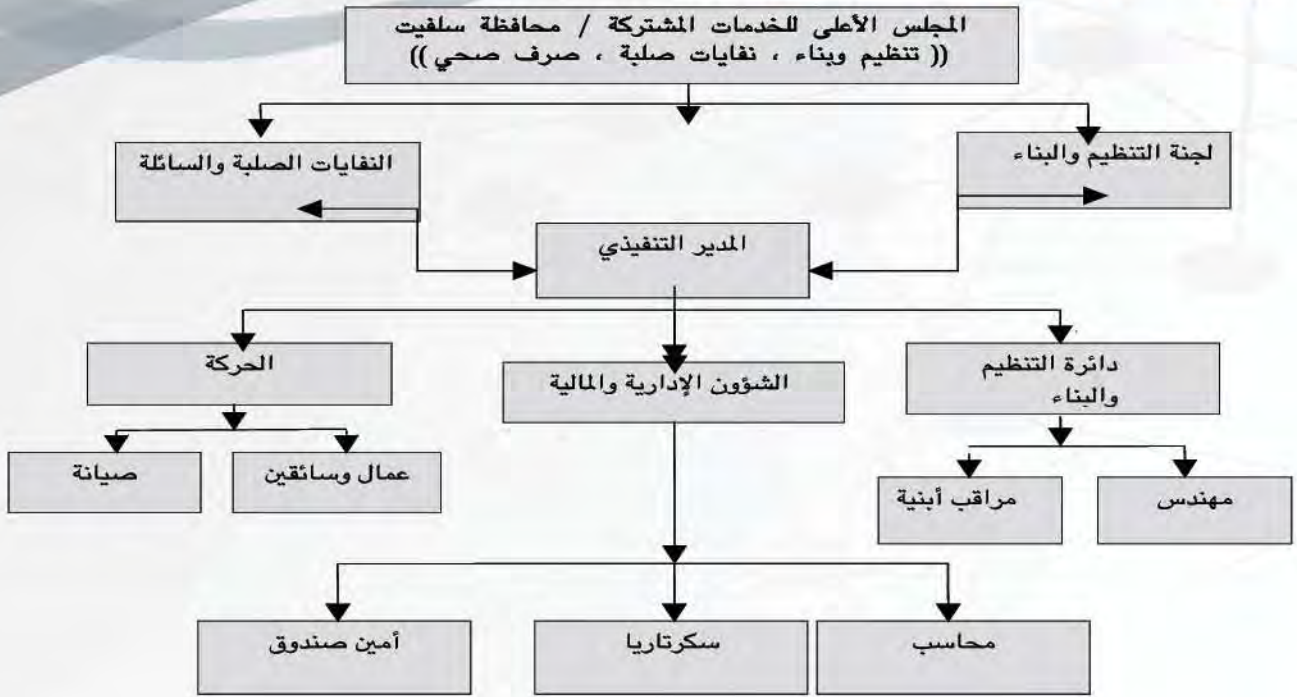 المجلس الأعلى للخدمات المشتركة / محافظة سلفيت
(( تنظيم وبناء ، نفايات صلبة ، صرف صحي ))
لجنة التنظيم والبناء
النفايات الصلبة والسائلة
المدير التنفيذي
دائرة التنظيم
والبناء
الشؤون الإدارية والمالية
الحركة
مهندس
مراقب أبنية
عمال وسائقين
صيانة
محاسب
سكرتاريا
أمين صندوق